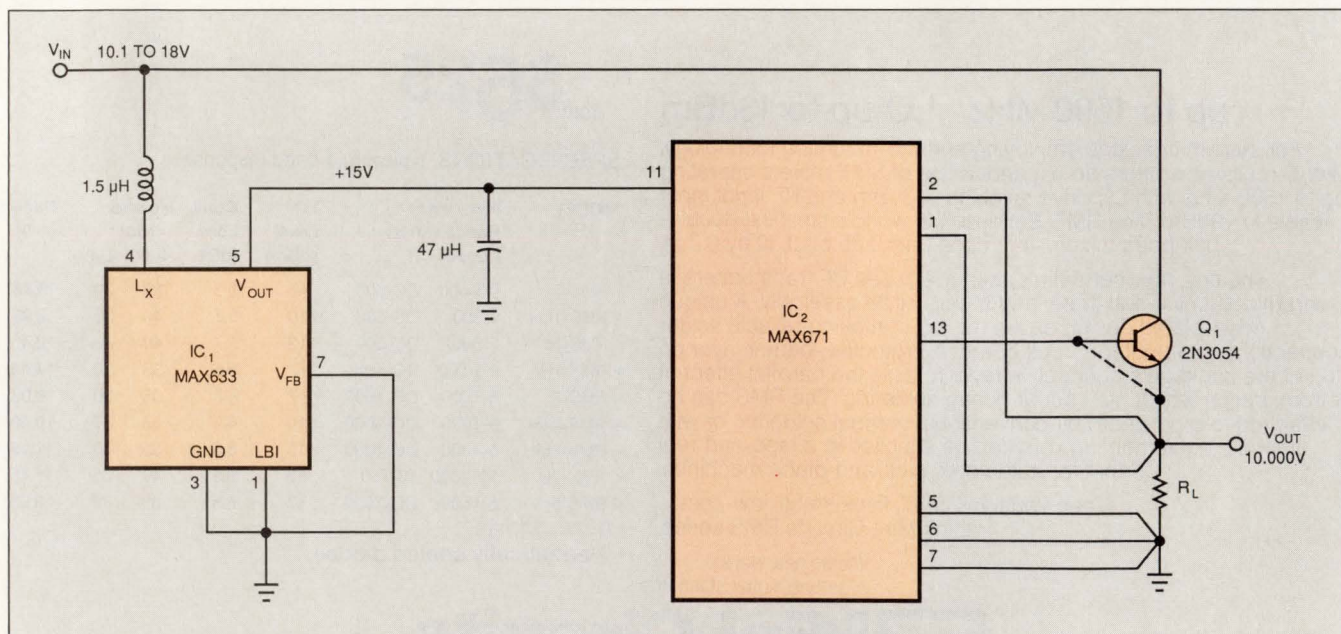 V_IN 10.1 TO 18V
1.5 µH
4
L_X
5
V_OUT
IC_1
MAX633
7
V_FB
GND
3
LBI
1
+15V
47 µH
11
IC_2
MAX671
2
1
13
5
6
7
Q_1
2N3054
V_OUT
10.000V
R_L